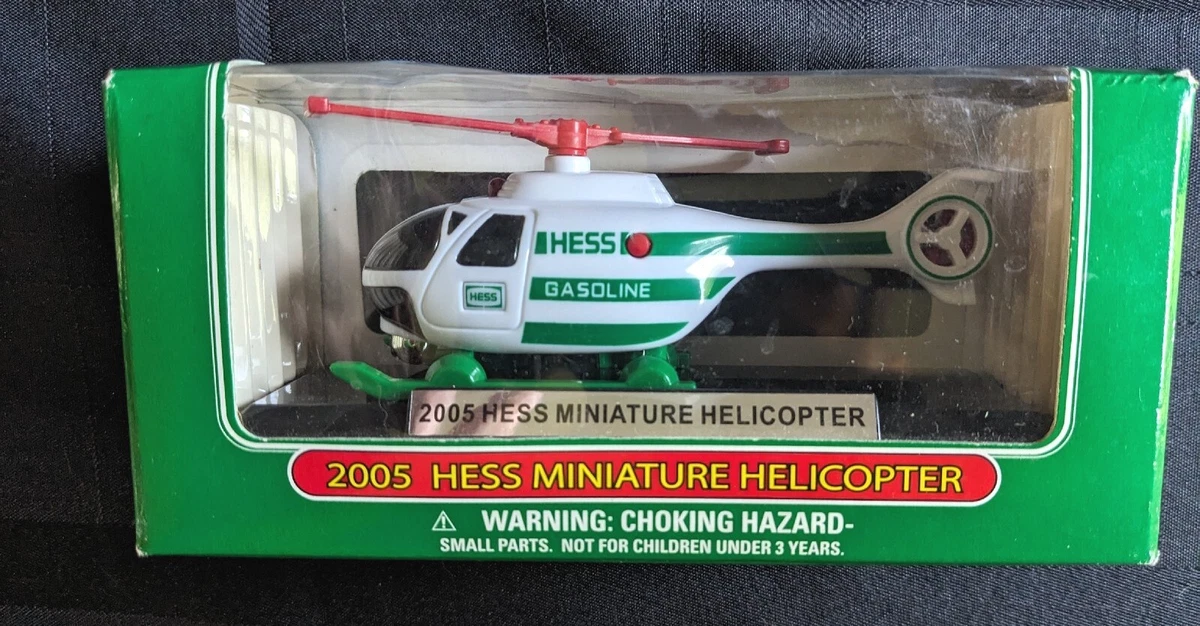 HESS
HESS
GASOLINE
2005 HESS MINIATURE HELICOPTER
2005 HESS MINIATURE HELICOPTER
WARNING: CHOKING HAZARD-
SMALL PARTS. NOT FOR CHILDREN UNDER 3 YEARS.